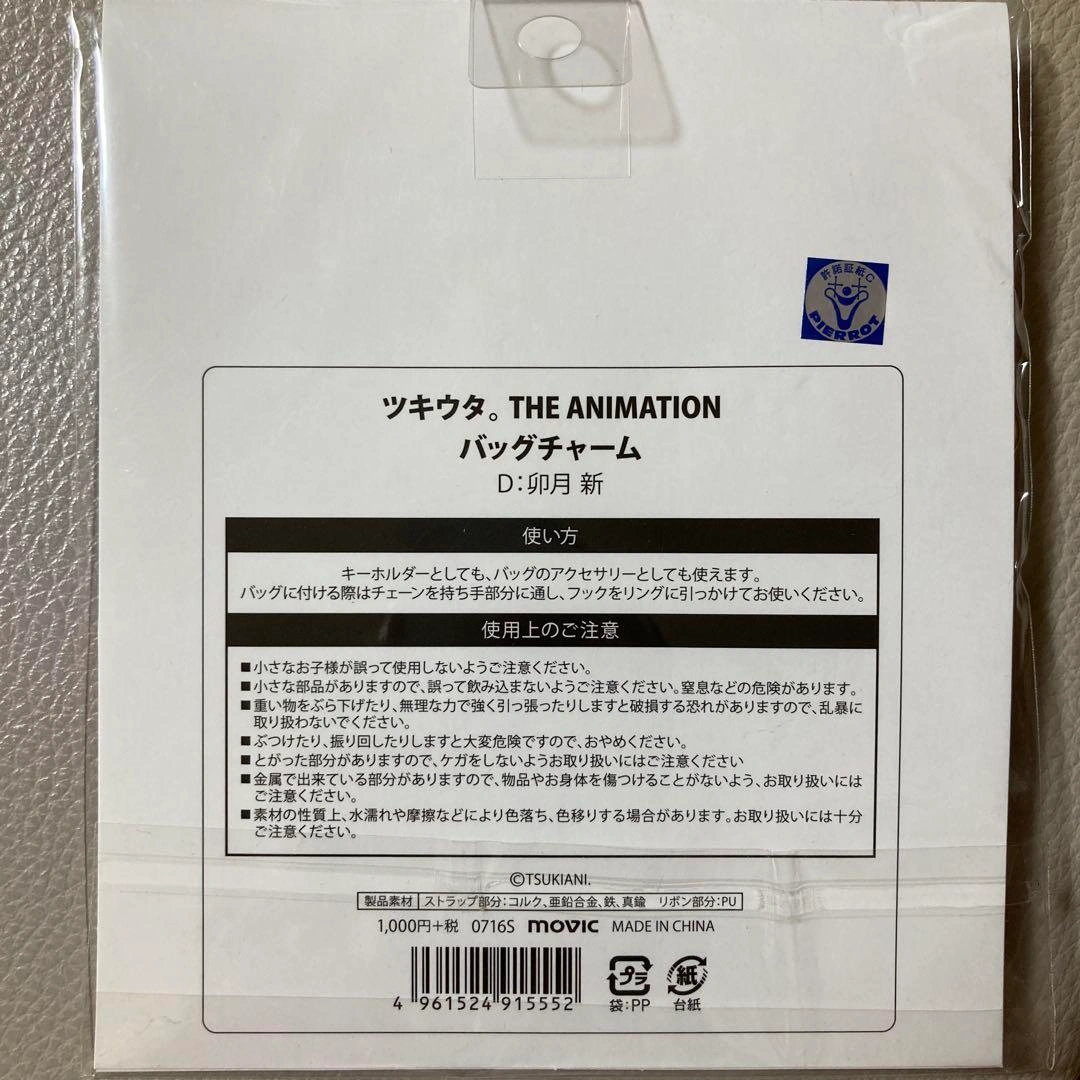 許諾証紙C
PIERROT
ツキウタ。THE ANIMATION
バッグチャーム
D:卯月 新
使い方
キーホルダーとしても、バッグのアクセサリーとしても使えます。
バッグに付ける際はチェーンを持ち手部分に通し、フックをリングに引っかけてお使いください。
使用上のご注意
■小さなお子様が誤って使用しないようご注意ください。
■小さな部品がありますので、誤って飲み込まないようご注意ください。窒息などの危険があります。
■重い物をぶら下げたり、無理な力で強く引っ張ったりしますと破損する恐れがありますので、乱暴に
取り扱わないでください。
■ぶつけたり、振り回したりしますと大変危険ですので、おやめください。
■とがった部分がありますので、ケガをしないようお取り扱いにはご注意ください
■金属で出来ている部分がありますので、物品やお身体を傷つけることがないよう、お取り扱いには
ご注意ください。
■素材の性質上、水濡れや摩擦などにより色落ち、色移りする場合があります。お取り扱いには十分
ご注意ください。
©TSUKIANI.
製品素材 ストラップ部分:コルク、亜鉛合金、鉄、真鍮 リボン部分:PU
1,000円+税 0716S movic MADE IN CHINA
4 961524 915552
プラ 紙
袋:PP 台紙